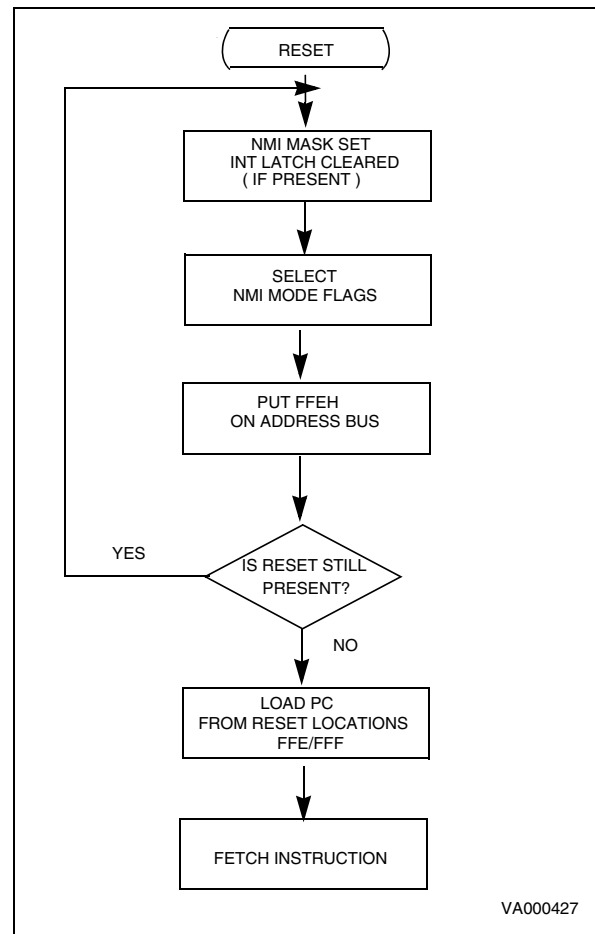 RESET
NMI MASK SET
INT LATCH CLEARED
( IF PRESENT )
SELECT
NMI MODE FLAGS
PUT FFEH
ON ADDRESS BUS
YES
IS RESET STILL
PRESENT?
NO
LOAD PC
FROM RESET LOCATIONS
FFE/FFF
FETCH INSTRUCTION
VA000427